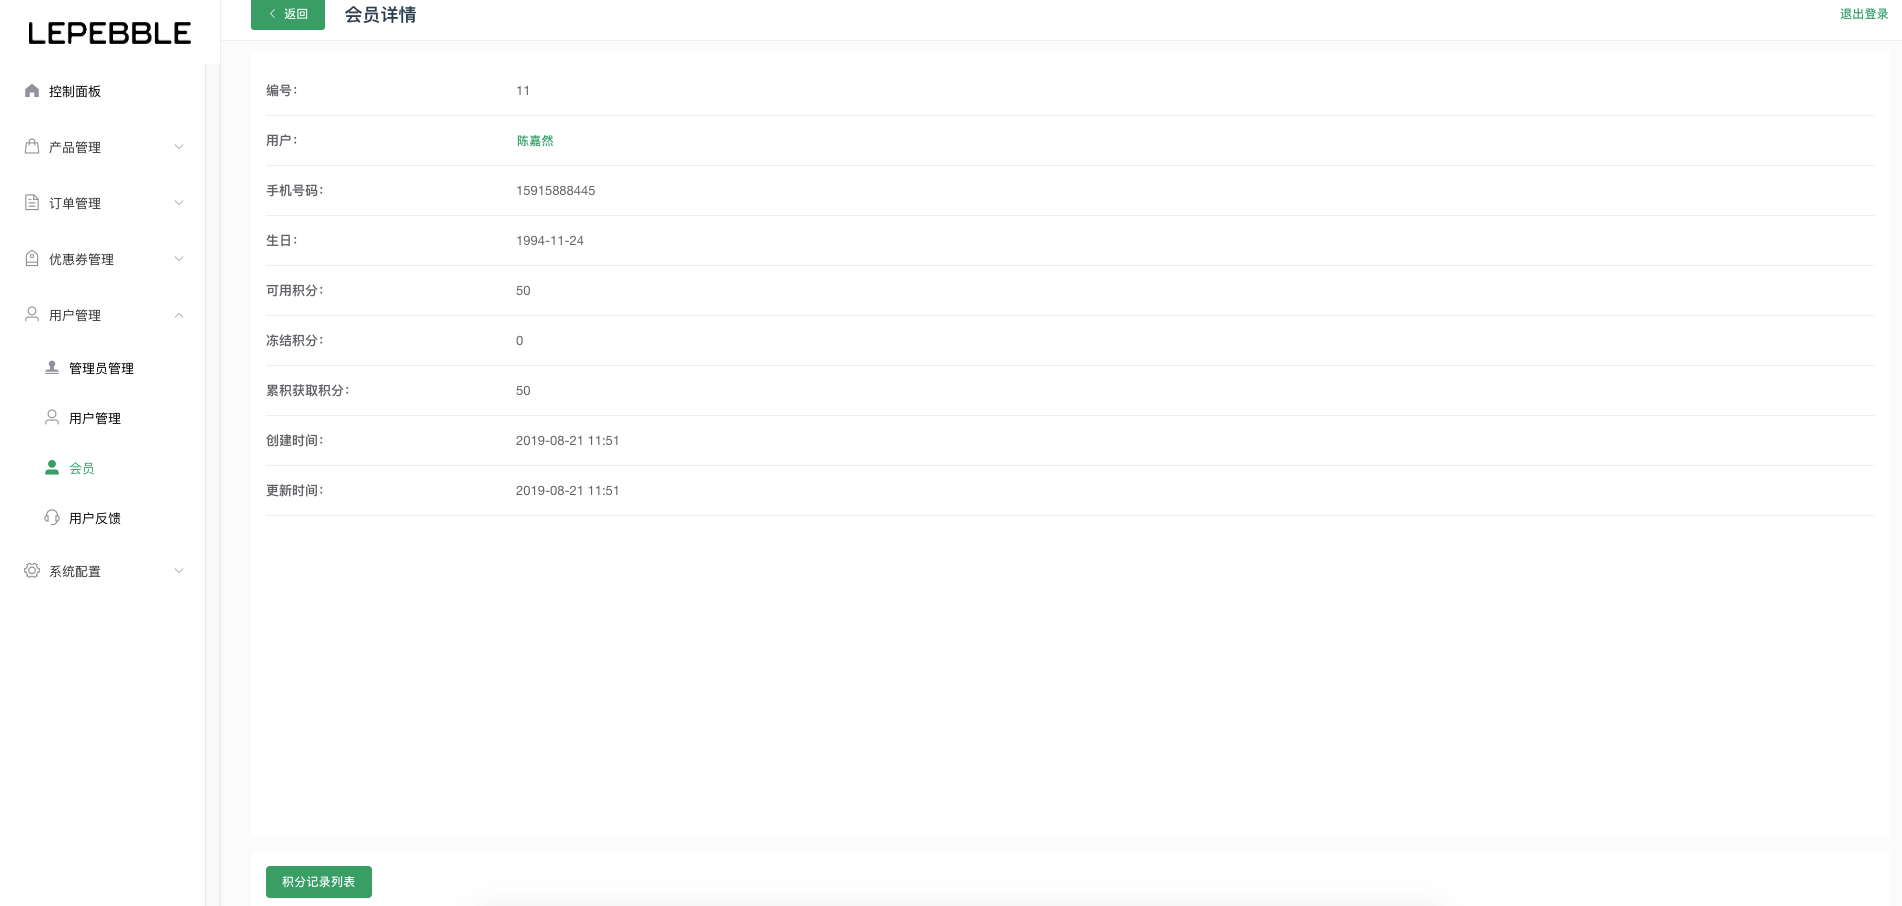 LEPEBBLE
控制面板
产品管理
订单管理
优惠券管理
用户管理
管理员管理
用户管理
会员
用户反馈
系统配置
返回
会员详情
退出登录
编号： 11
用户： 陈嘉然
手机号码： 15915888445
生日： 1994-11-24
可用积分： 50
冻结积分： 0
累积获取积分： 50
创建时间： 2019-08-21 11:51
更新时间： 2019-08-21 11:51
积分记录列表